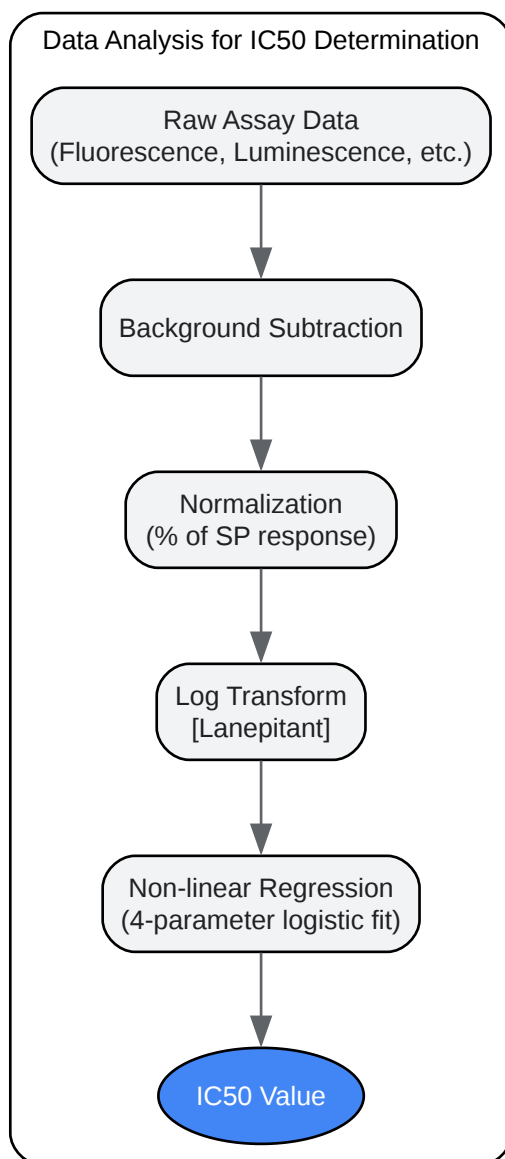 Data Analysis for IC50 Determination
Raw Assay Data
(Fluorescence, Luminescence, etc.)
Background Subtraction
Normalization
(% of SP response)
Log Transform
[Lanepitant]
Non-linear Regression
(4-parameter logistic fit)
IC50 Value